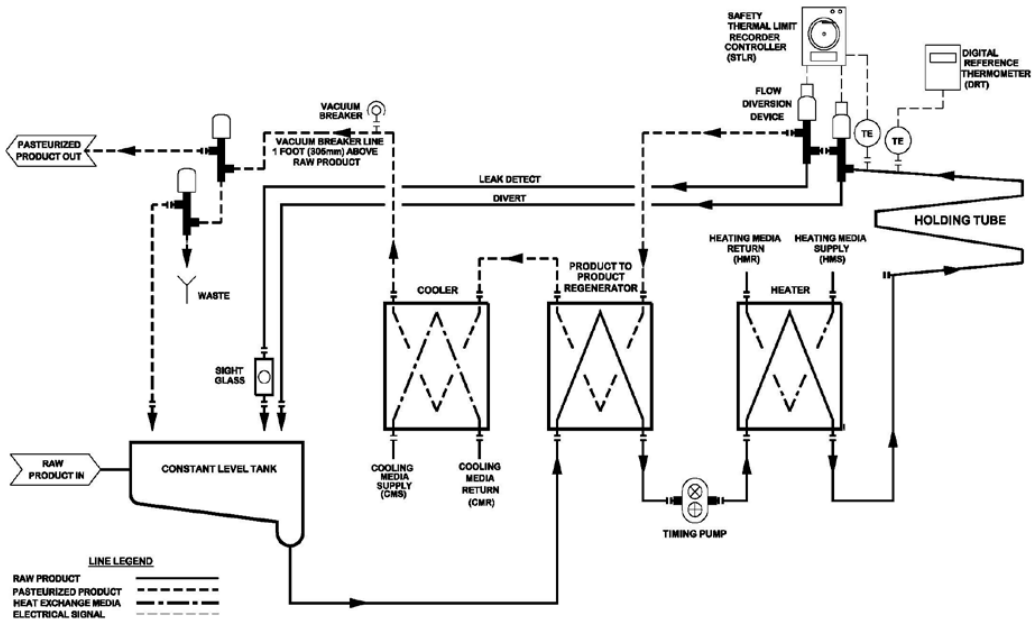 SAFETY
THERMAL LIMIT
RECORDER
CONTROLLER
(STLR)
DIGITAL
REFERENCE
THERMOMETER
(DRT)
FLOW
DIVERSION
DEVICE
TE
TE
VACUUM
BREAKER
PASTEURIZED
PRODUCT OUT
VACUUM BREAKER LINE
1 FOOT (305mm) ABOVE
RAW PRODUCT
LEAK DETECT
DIVERT
HOLDING TUBE
HEATING MEDIA
RETURN
(HMR)
HEATING MEDIA
SUPPLY
(HMS)
PRODUCT TO
PRODUCT
REGENERATOR
COOLER
HEATER
WASTE
SIGHT
GLASS
RAW
PRODUCT IN
CONSTANT LEVEL TANK
COOLING
MEDIA
SUPPLY
(CMS)
COOLING
MEDIA
RETURN
(CMR)
TIMING PUMP
LINE LEGEND
RAW PRODUCT
PASTEURIZED PRODUCT
HEAT EXCHANGE MEDIA
ELECTRICAL SIGNAL